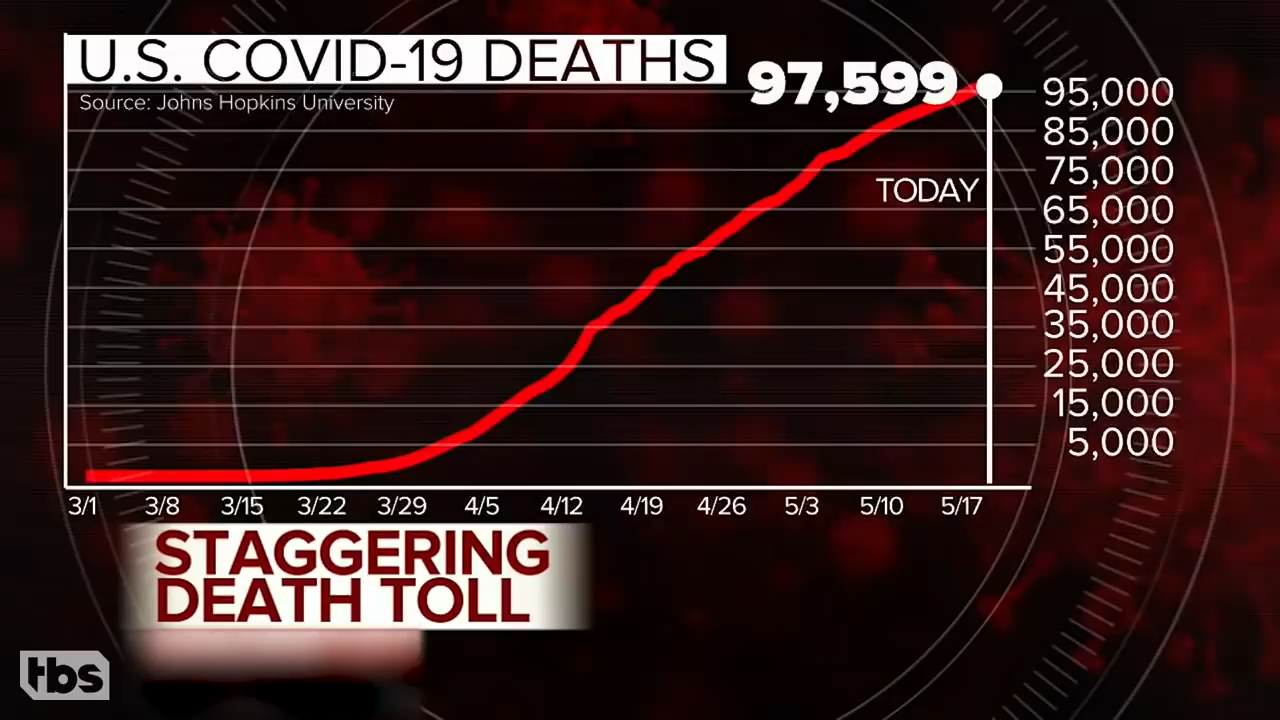 U.S. COVID-19 DEATHS
Source: Johns Hopkins University
97,599
TODAY
95,000
85,000
75,000
65,000
55,000
45,000
35,000
25,000
15,000
5,000
3/1 3/8 3/15 3/22 3/29 4/5 4/12 4/19 4/26 5/3 5/10 5/17
STAGGERING
DEATH TOLL
tbs